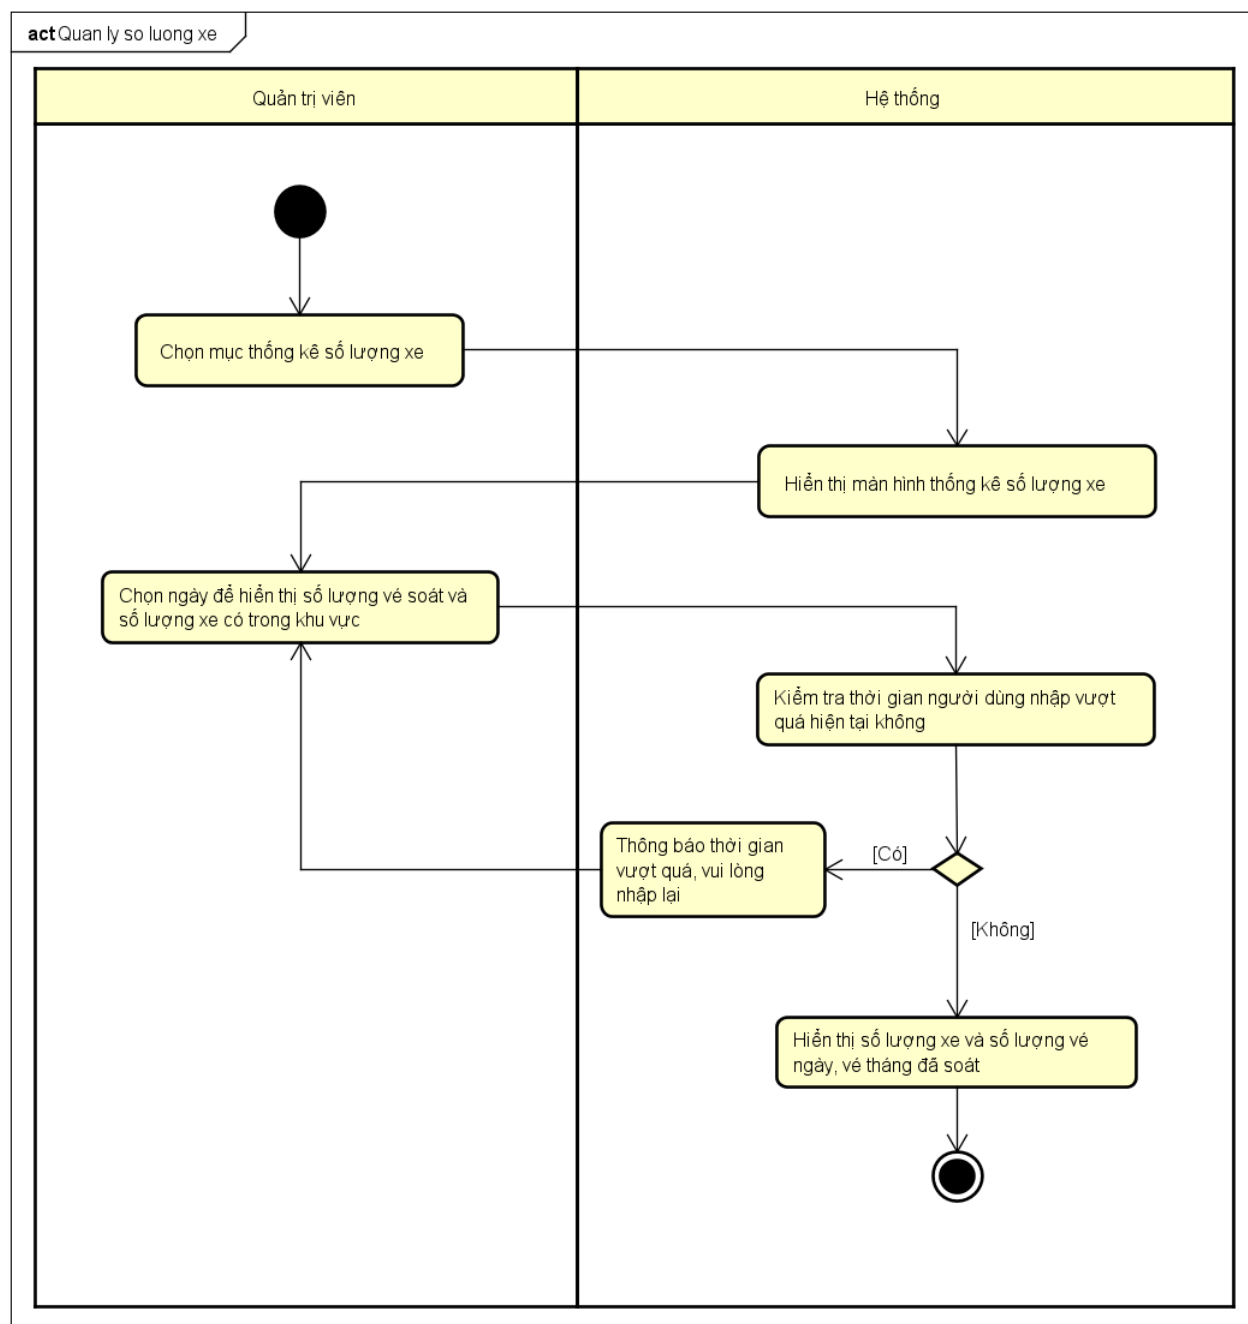 act Quan ly so luong xe
Quản trị viên
Hệ thống
Chọn mục thống kê số lượng xe
Hiển thị màn hình thống kê số lượng xe
Chọn ngày để hiển thị số lượng vé soát và
số lượng xe có trong khu vực
Kiểm tra thời gian người dùng nhập vượt
quá hiện tại không
Thông báo thời gian
vượt quá, vui lòng
nhập lại
[Có]
[Không]
Hiển thị số lượng xe và số lượng vé
ngày, vé tháng đã soát